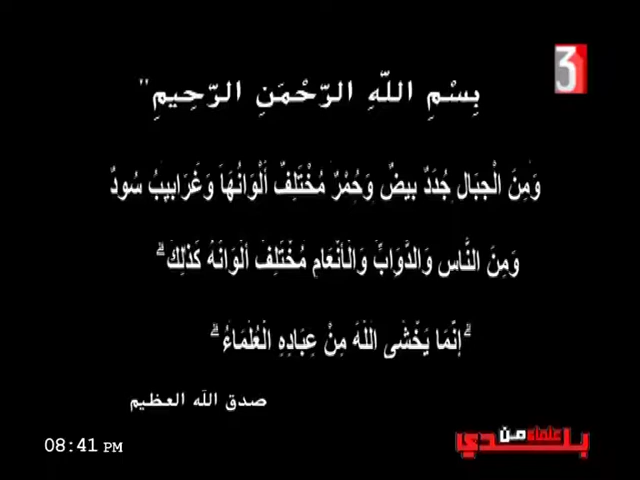 3
بِسْمِ اللَّهِ الرَّحْمَنِ الرَّحِيمِ"
وَمِنَ الْجِبَالِ جُدَدٌ بِيضٌ وَحُمْرٌ مُخْتَلِفٌ أَلْوَانُهَا وَغَرَابِيبُ سُودٌ
وَمِنَ النَّاسِ وَالدَّوَابِّ وَالْأَنْعَامِ مُخْتَلِفٌ أَلْوَانُهُ كَذَلِكَ "
" إِنَّمَا يَخْشَى اللَّهَ مِنْ عِبَادِهِ الْعُلَمَاءُ "
صدق الله العظيم
08:41 PM
علماء من بلدي